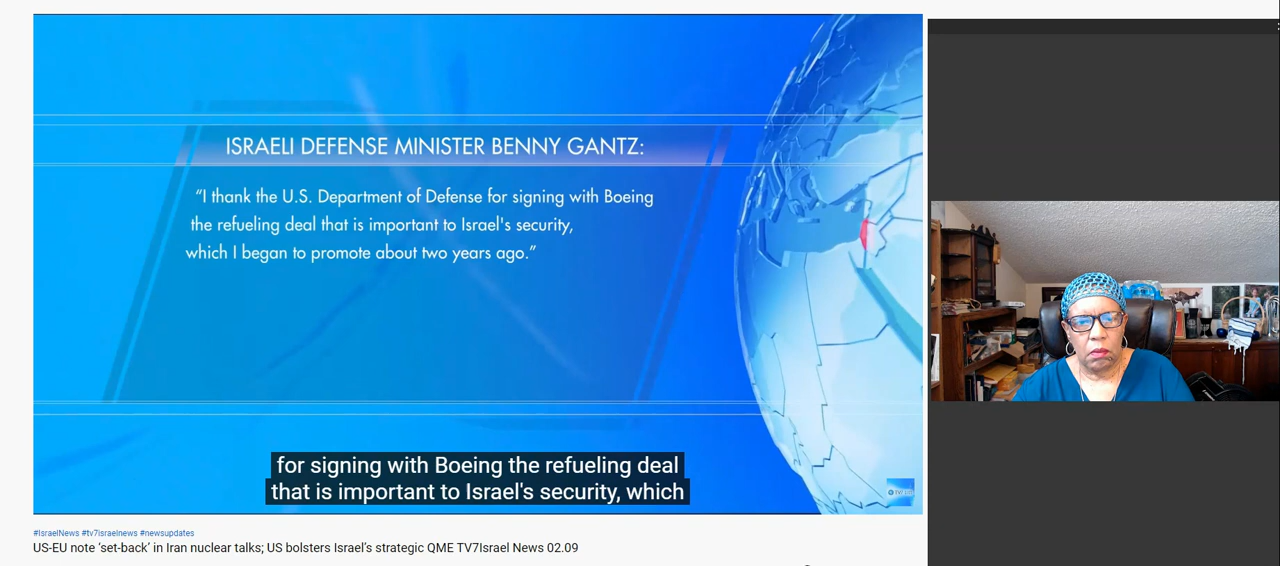 ISRAELI DEFENSE MINISTER BENNY GANTZ:
“I thank the U.S. Department of Defense for signing with Boeing
the refueling deal that is important to Israel's security,
which I began to promote about two years ago.”
for signing with Boeing the refueling deal
that is important to Israel's security, which
#IsraelNews #tv7israelnews #newsupdates
US-EU note ‘set-back’ in Iran nuclear talks; US bolsters Israel’s strategic QME TV7Israel News 02.09